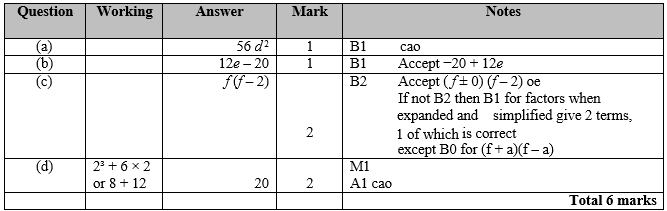 Question Working Answer Mark Notes
(a) 56 d² 1 B1 cao
(b) 12e – 20 1 B1 Accept −20 + 12e
(c) f(f – 2) B2 Accept (f ± 0) (f – 2) oe
If not B2 then B1 for factors when
expanded and simplified give 2 terms,
2 1 of which is correct
except B0 for (f + a)(f – a)
(d) 2³ + 6 × 2 M1
or 8 + 12 20 2 A1 cao
Total 6 marks